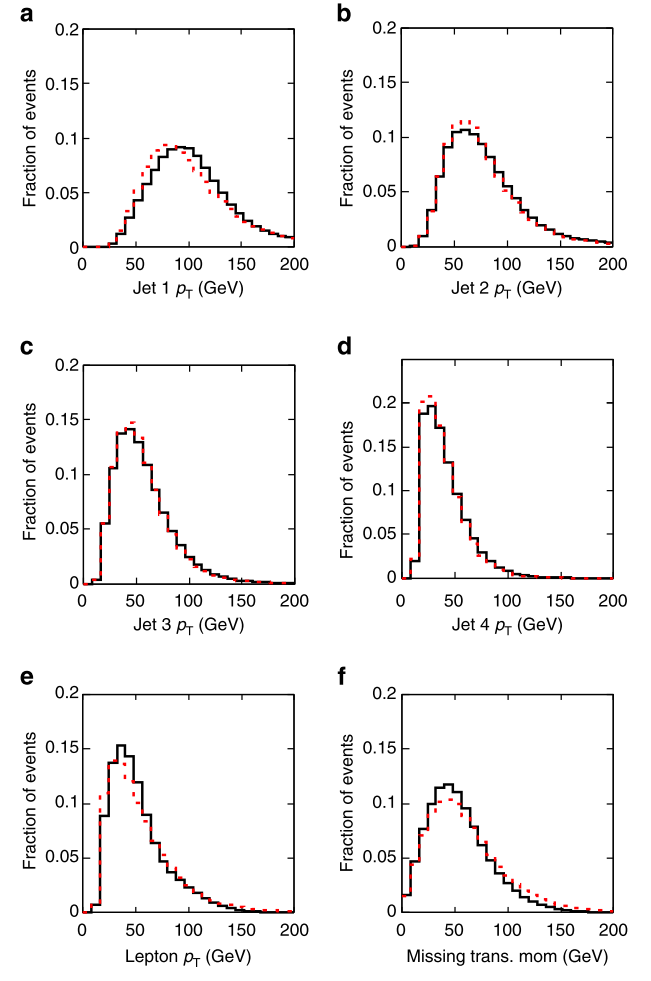 a
0.2
0.15
0.1
0.05
0
Fraction of events
0 50 100 150 200
Jet 1 pT (GeV)
b
0.2
0.15
0.1
0.05
0
Fraction of events
0 50 100 150 200
Jet 2 pT (GeV)
c
0.2
0.15
0.1
0.05
0
Fraction of events
0 50 100 150 200
Jet 3 pT (GeV)
d
0.2
0.15
0.1
0.05
0
Fraction of events
0 50 100 150 200
Jet 4 pT (GeV)
e
0.2
0.15
0.1
0.05
0
Fraction of events
0 50 100 150 200
Lepton pT (GeV)
f
0.2
0.15
0.1
0.05
0
Fraction of events
0 50 100 150 200
Missing trans. mom (GeV)